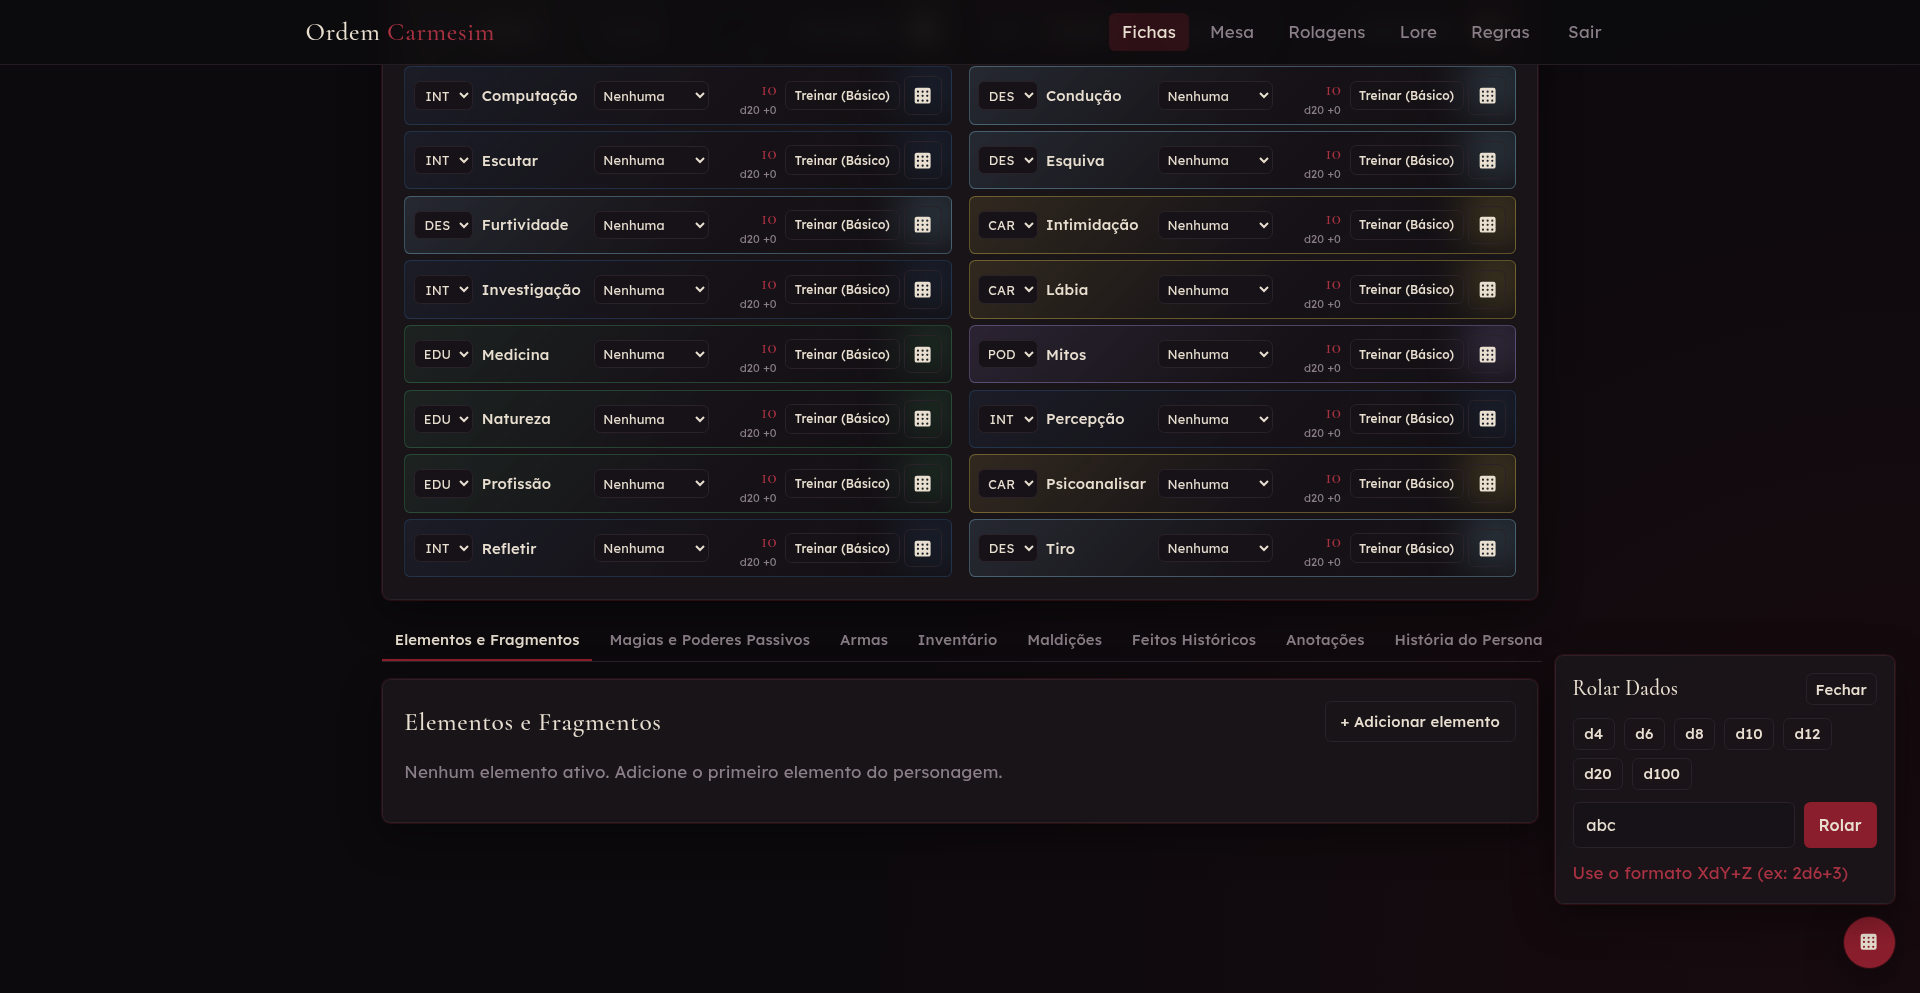 Ordem Carmesim
Fichas
Mesa
Rolagens
Lore
Regras
Sair
INT Computação Nenhuma 10 d20 +0 Treinar (Básico)
DES Condução Nenhuma 10 d20 +0 Treinar (Básico)
INT Escutar Nenhuma 10 d20 +0 Treinar (Básico)
DES Esquiva Nenhuma 10 d20 +0 Treinar (Básico)
DES Furtividade Nenhuma 10 d20 +0 Treinar (Básico)
CAR Intimidação Nenhuma 10 d20 +0 Treinar (Básico)
INT Investigação Nenhuma 10 d20 +0 Treinar (Básico)
CAR Lábia Nenhuma 10 d20 +0 Treinar (Básico)
EDU Medicina Nenhuma 10 d20 +0 Treinar (Básico)
POD Mitos Nenhuma 10 d20 +0 Treinar (Básico)
EDU Natureza Nenhuma 10 d20 +0 Treinar (Básico)
INT Percepção Nenhuma 10 d20 +0 Treinar (Básico)
EDU Profissão Nenhuma 10 d20 +0 Treinar (Básico)
CAR Psicoanalisar Nenhuma 10 d20 +0 Treinar (Básico)
INT Refletir Nenhuma 10 d20 +0 Treinar (Básico)
DES Tiro Nenhuma 10 d20 +0 Treinar (Básico)
Elementos e Fragmentos
Magias e Poderes Passivos
Armas
Inventário
Maldições
Feitos Históricos
Anotações
História do Persona
Elementos e Fragmentos
+ Adicionar elemento
Nenhum elemento ativo. Adicione o primeiro elemento do personagem.
Rolar Dados
Fechar
d4 d6 d8 d10 d12
d20 d100
abc
Rolar
Use o formato XdY+Z (ex: 2d6+3)